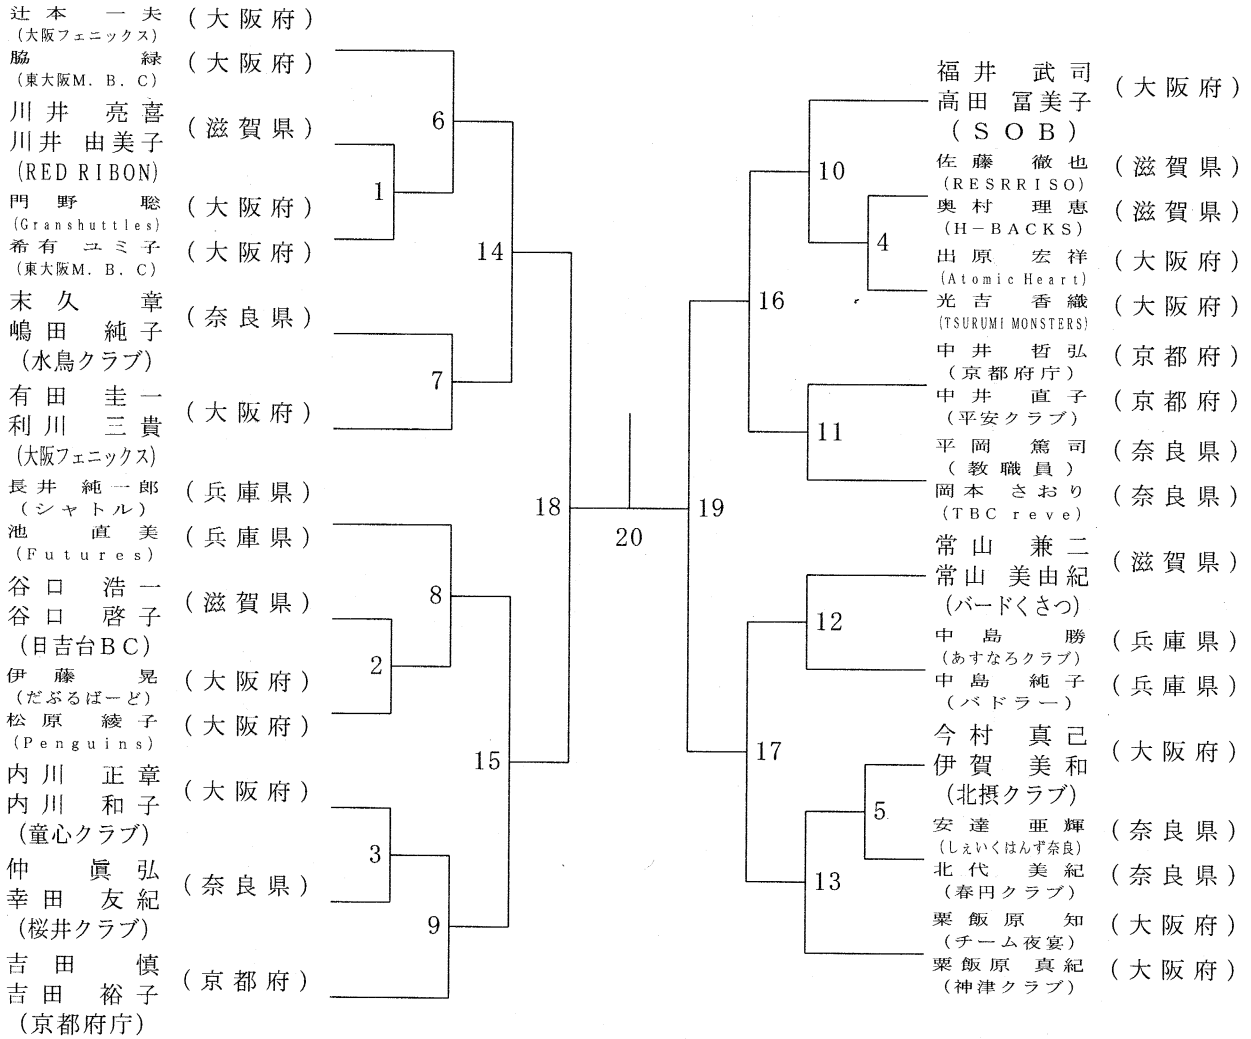 辻本 一夫 (大阪府)
(大阪フェニックス)
脇 緑 (大阪府)
(東大阪M.B.C)
川井 亮喜
川井 由美子 (滋賀県)
(RED RIBON)
門野 聡 (大阪府)
(Granshuttles)
希有 ユミ子 (大阪府)
(東大阪M.B.C)
末久 章
嶋田 純子 (奈良県)
(水鳥クラブ)
有田 圭一
利川 三貴 (大阪府)
(大阪フェニックス)
長井 純一郎 (兵庫県)
(シャトル)
池 直美 (兵庫県)
(Futures)
谷口 浩一
谷口 啓子 (滋賀県)
(日吉台BC)
伊藤 晃 (大阪府)
(だぶるばーど)
松原 綾子 (大阪府)
(Penguins)
内川 正章
内川 和子 (大阪府)
(童心クラブ)
仲 眞弘
幸田 友紀 (奈良県)
(桜井クラブ)
吉田 慎
吉田 裕子 (京都府)
(京都府庁)
6
1
14
7
18
8
2
15
3
9
20
10
4
16
11
19
12
17
5
13
福井 武司
高田 冨美子 (大阪府)
(SOB)
佐藤 徹也 (滋賀県)
(RESRRISO)
奥村 理恵 (滋賀県)
(H-BACKS)
出原 宏祥 (大阪府)
(Atomic Heart)
光吉 香織 (大阪府)
(TSURUMI MONSTERS)
中井 哲弘 (京都府)
(京都府庁)
中井 直子 (京都府)
(平安クラブ)
平岡 篤司 (奈良県)
(教職員)
岡本 さおり (奈良県)
(TBC reve)
常山 兼二
常山 美由紀 (滋賀県)
(バードくさつ)
中島 勝 (兵庫県)
(あすなろクラブ)
中島 純子 (兵庫県)
(バドラー)
今村 真己
伊賀 美和 (大阪府)
(北摂クラブ)
安達 亜輝 (奈良県)
(しぇいくはんず奈良)
北代 美紀 (奈良県)
(春円クラブ)
粟飯原 知 (大阪府)
(チーム夜宴)
粟飯原 真紀 (大阪府)
(神津クラブ)